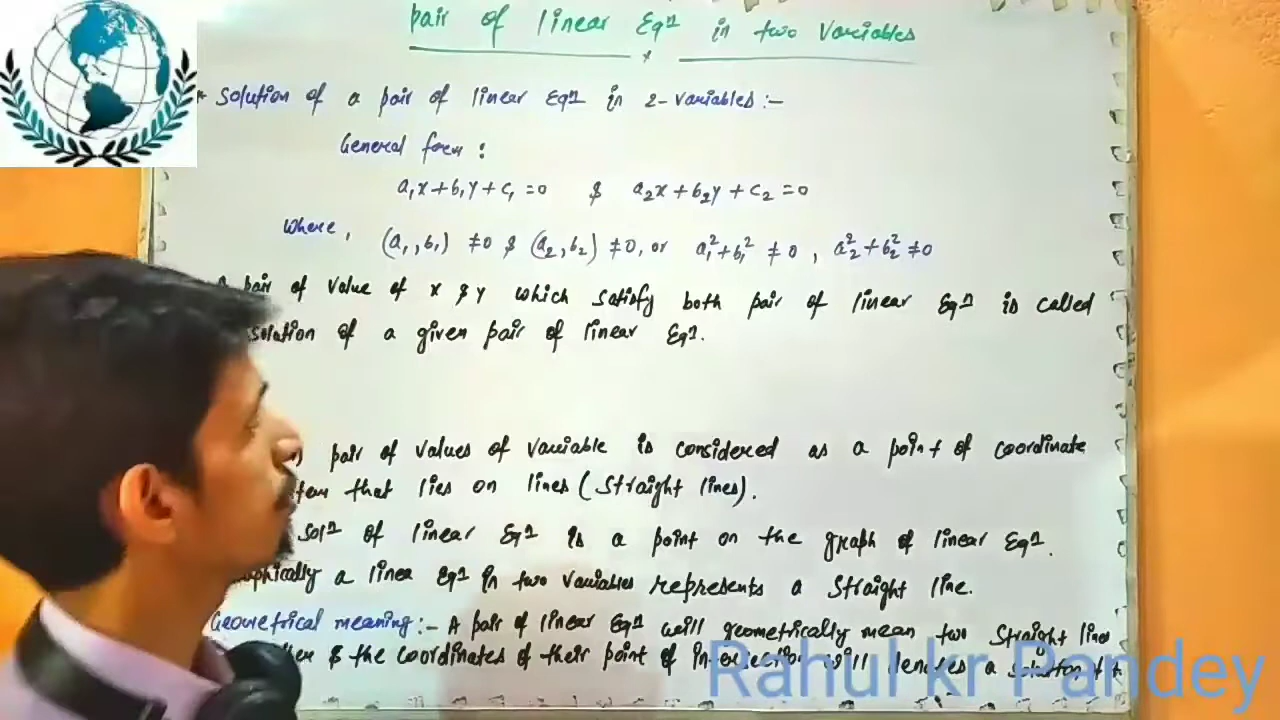 Pair of linear Eqn in two Variables
* Solution of a pair of linear Eqn in 2-variables:-
General form :
a₁x+b₁y+c₁=0 & a₂x+b₂y+c₂=0
where, (a₁,b₁) ≠0 & (a₂,b₂) ≠0, or a₁²+b₁² ≠0 , a₂²+b₂² ≠0
pair of value of x & y which satisfy both pair of linear Eqn is called
solution of a given pair of linear Eqn.
pair of values of variable is considered as a point of coordinate
that lies on lines (straight lines).
Soln of linear Eqn is a point on the graph of linear Eqn.
a linea Eqn in two variables represents a straight line.
Geometrical meaning:- A pair of linear Eqn will geometrically mean two straight line
& the coordinates of their point of intersection will denotes a solution
Rahul kr Pandey